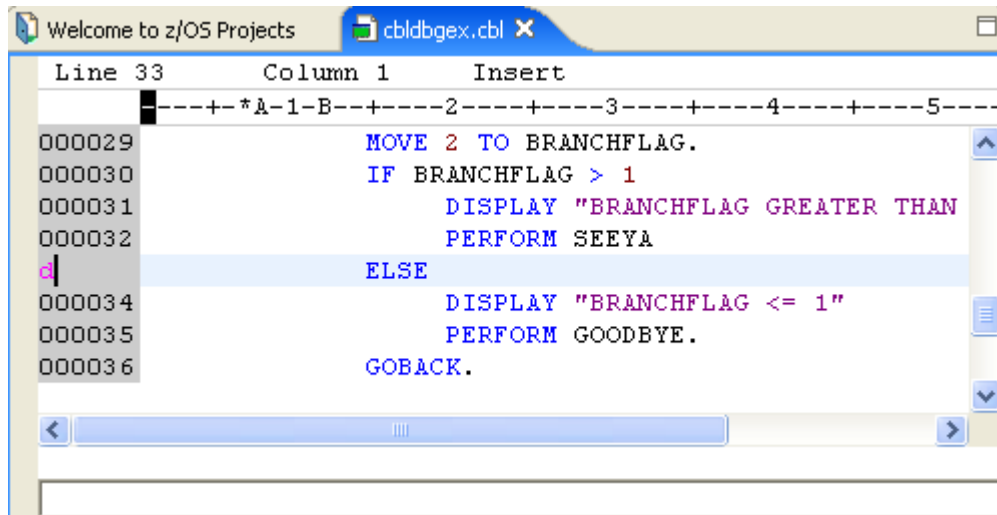 Welcome to z/OS Projects cbldbgex.cbl
Line 33 Column 1 Insert
-----+-*A-1-B--+----2----+----3----+----4----+----5----
000029 MOVE 2 TO BRANCHFLAG.
000030 IF BRANCHFLAG > 1
000031 DISPLAY "BRANCHFLAG GREATER THAN
000032 PERFORM SEEYA
d ELSE
000034 DISPLAY "BRANCHFLAG <= 1"
000035 PERFORM GOODBYE.
000036 GOBACK.